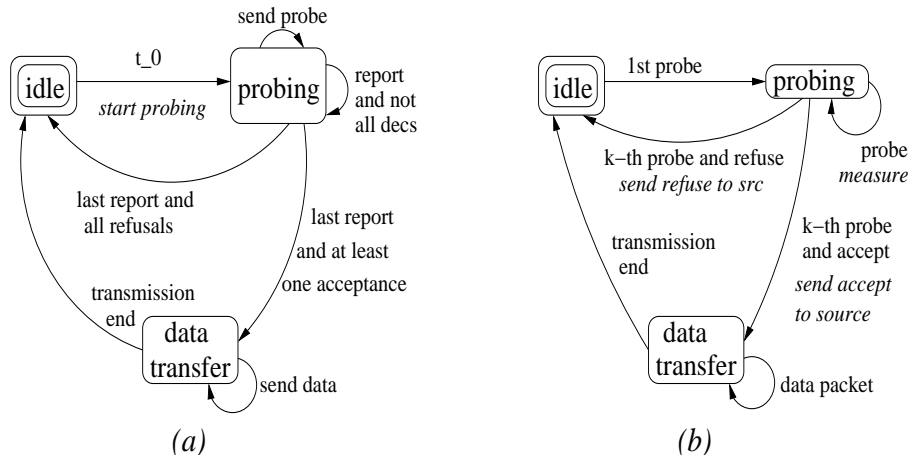 send probe
t_0
idle
probing
start probing
report
and not
all decs
last report and
all refusals
last report
and at least
one acceptance
transmission
end
data
transfer
send data
(a)
1st probe
idle
probing
k-th probe and refuse
send refuse to src
probe
measure
k-th probe
and accept
send accept
to source
transmission
end
data
transfer
data packet
(b)